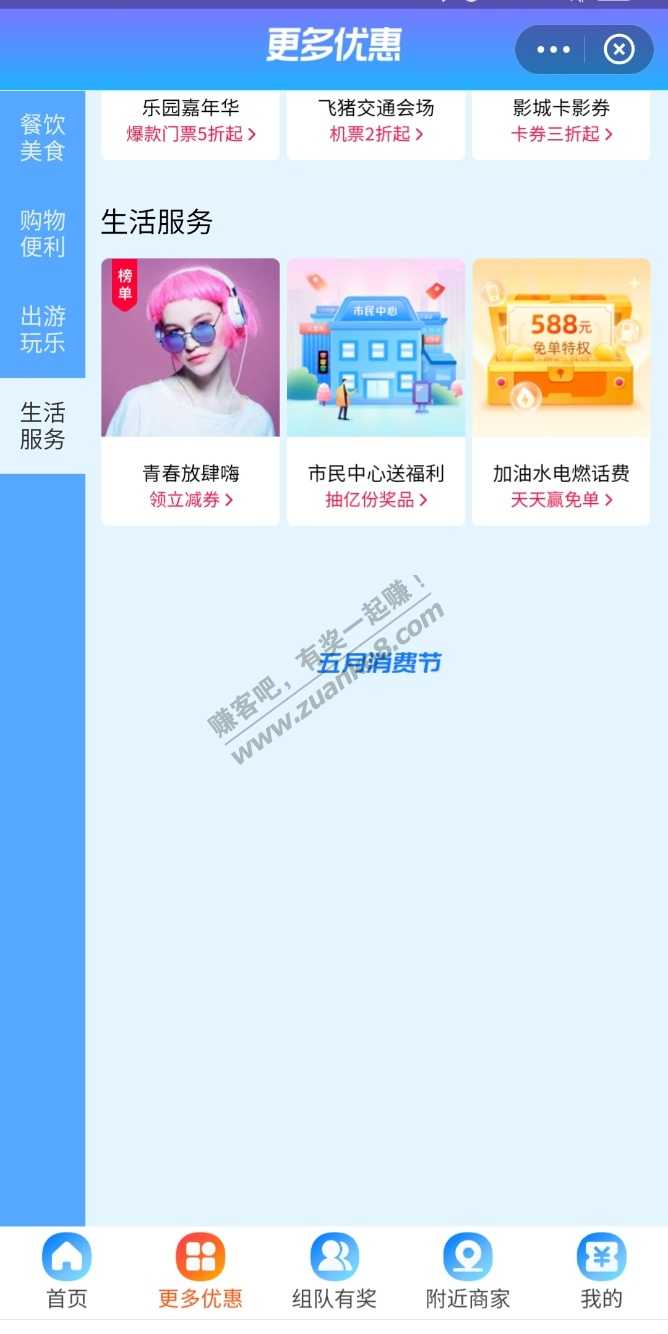 更多优惠
餐饮
美食
购物
便利
出游
玩乐
生活
服务
乐园嘉年华
爆款门票5折起
飞猪交通会场
机票2折起
影城卡影券
卡券三折起
生活服务
榜
单
青春放肆嗨
领立减券
市民中心
市民中心送福利
抽亿份奖品
588元
免单特权
加油水电燃话费
天天赢免单
五月消费节
赚客吧，有奖一起赚！
www.zuanke8.com
首页
更多优惠
组队有奖
附近商家
¥
我的